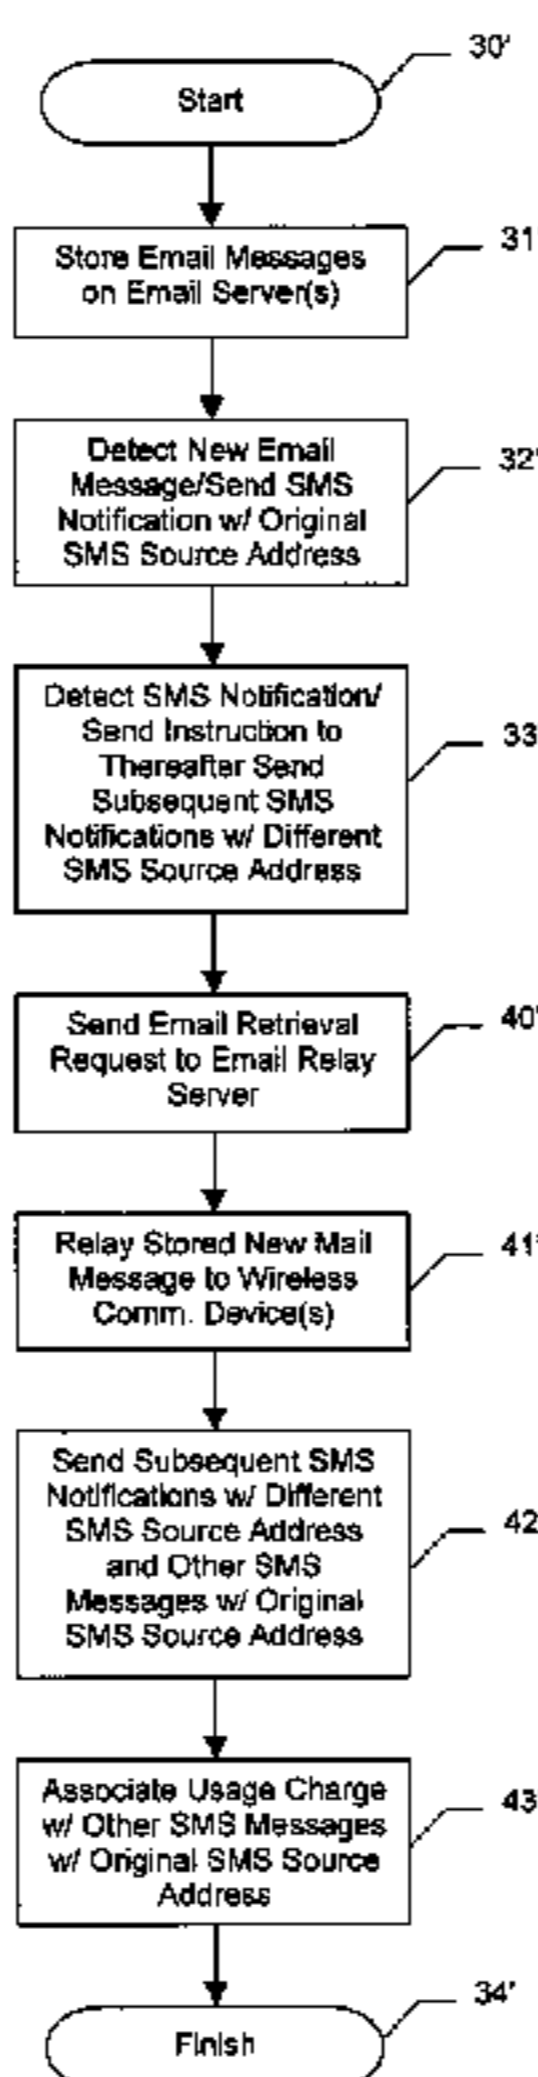 30'
Start
31'
Store Email Messages
on Email Server(s)
32'
Detect New Email
Message/Send SMS
Notification w/ Original
SMS Source Address
33
Detect SMS Notification/
Send Instruction to
Thereafter Send
Subsequent SMS
Notifications w/ Different
SMS Source Address
40'
Send Email Retrieval
Request to Email Relay
Server
41'
Relay Stored New Mail
Message to Wireless
Comm. Device(s)
42
Send Subsequent SMS
Notifications w/ Different
SMS Source Address
and Other SMS
Messages w/ Original
SMS Source Address
43
Associate Usage Charge
w/ Other SMS Messages
w/ Original SMS Source
Address
34'
Finish